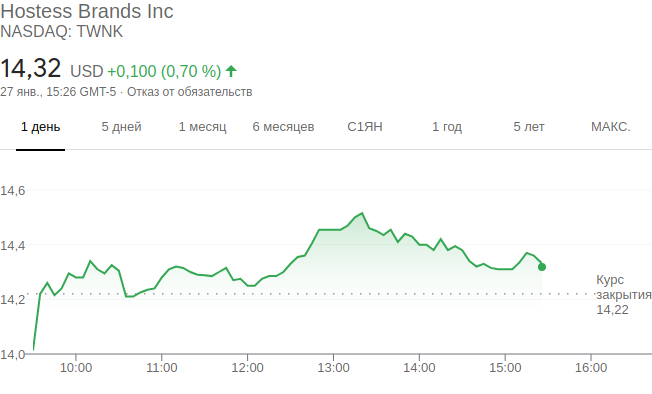 Hostess Brands Inc
NASDAQ: TWNK
14,32 USD +0,100 (0,70 %)
27 янв., 15:26 GMT-5 · Отказ от обязательств
1 день 5 дней 1 месяц 6 месяцев С1ЯН 1 год 5 лет МАКС.
14,6
14,4
14,2
14,0
Курс
закрытия
14,22
10:00 11:00 12:00 13:00 14:00 15:00 16:00